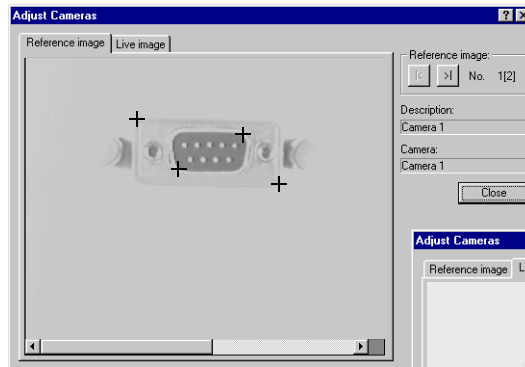 Adjust Cameras
Reference image
Live image
Reference image:
No. 1[2]
Description:
Camera 1
Camera:
Camera 1
Close
Adjust Cameras
Reference image
L